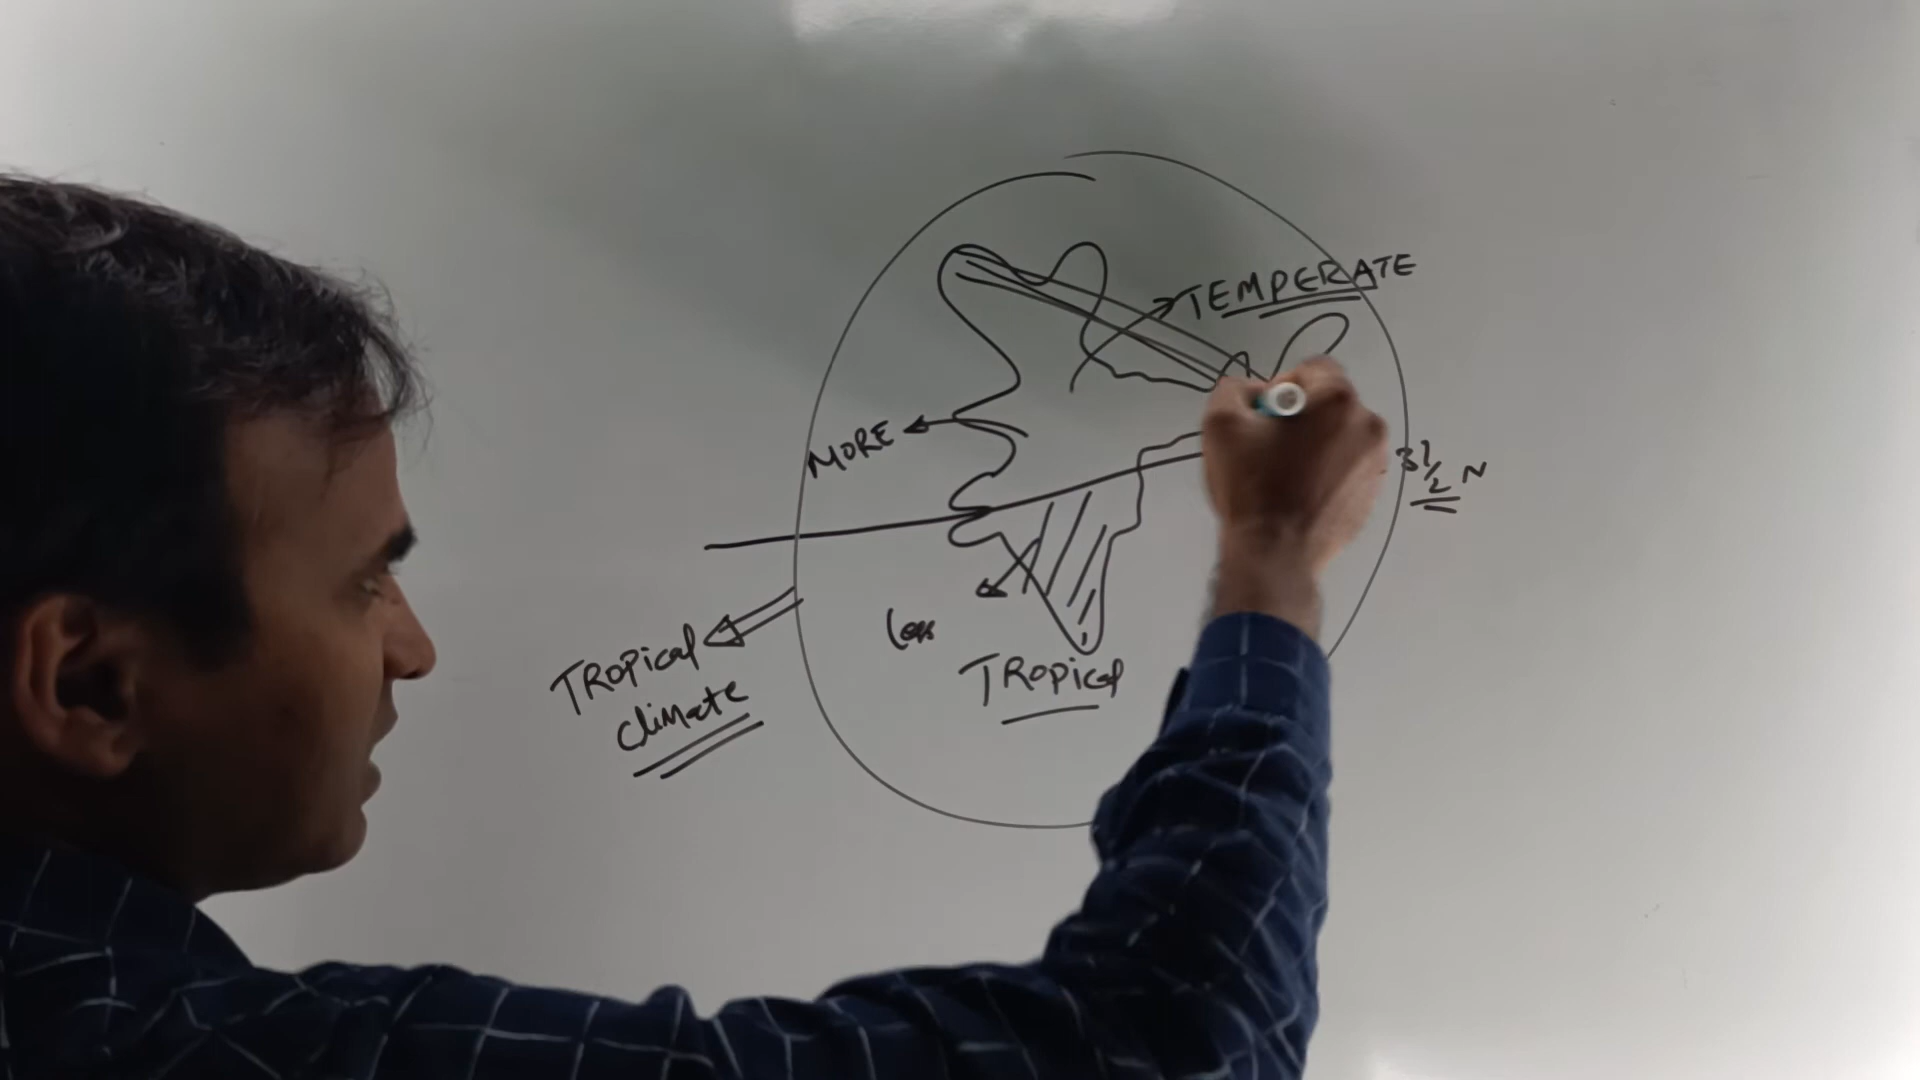 TEMPERATE
MORE
31/2 N
less
TROPical
TROPical
climate